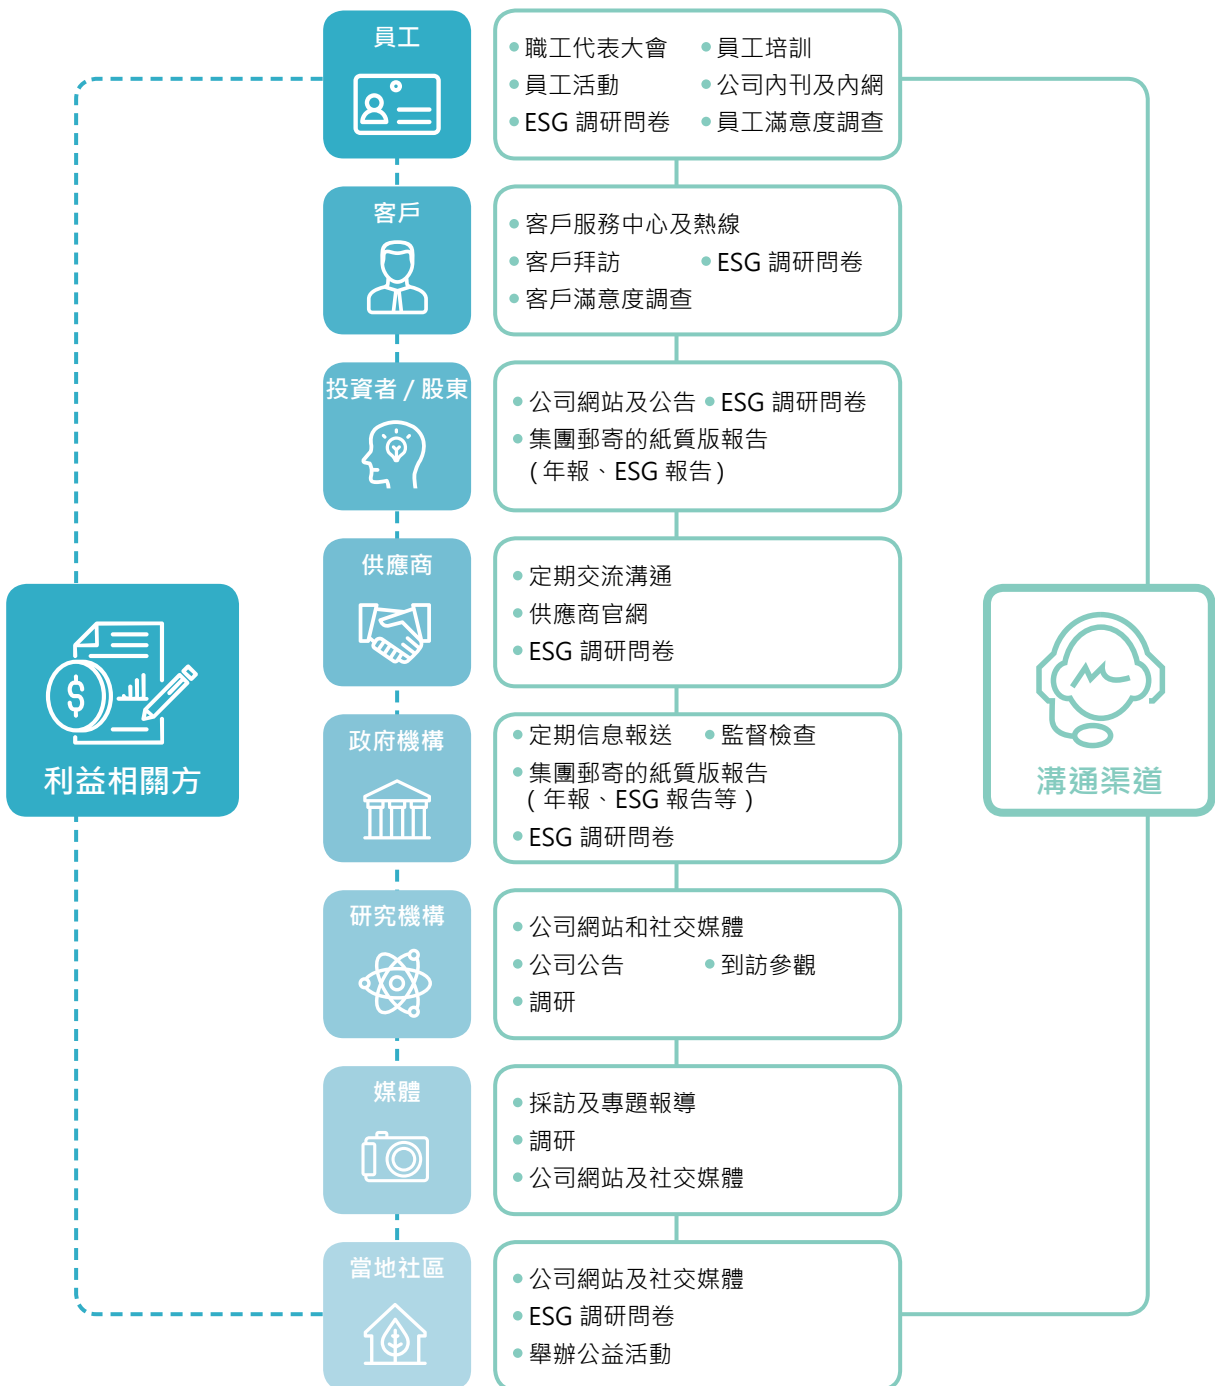 員工
職工代表大會
員工培訓
員工活動
公司內刊及內網
ESG 調研問卷
員工滿意度調查
客戶
客戶服務中心及熱線
客戶拜訪
ESG 調研問卷
客戶滿意度調查
投資者 / 股東
公司網站及公告
ESG 調研問卷
集團郵寄的紙質版報告
( 年報、ESG 報告 )
供應商
定期交流溝通
供應商官網
ESG 調研問卷
利益相關方
溝通渠道
政府機構
定期信息報送
監督檢查
集團郵寄的紙質版報告
( 年報、ESG 報告等 )
ESG 調研問卷
研究機構
公司網站和社交媒體
公司公告
到訪參觀
調研
媒體
採訪及專題報導
調研
公司網站及社交媒體
當地社區
公司網站及社交媒體
ESG 調研問卷
舉辦公益活動